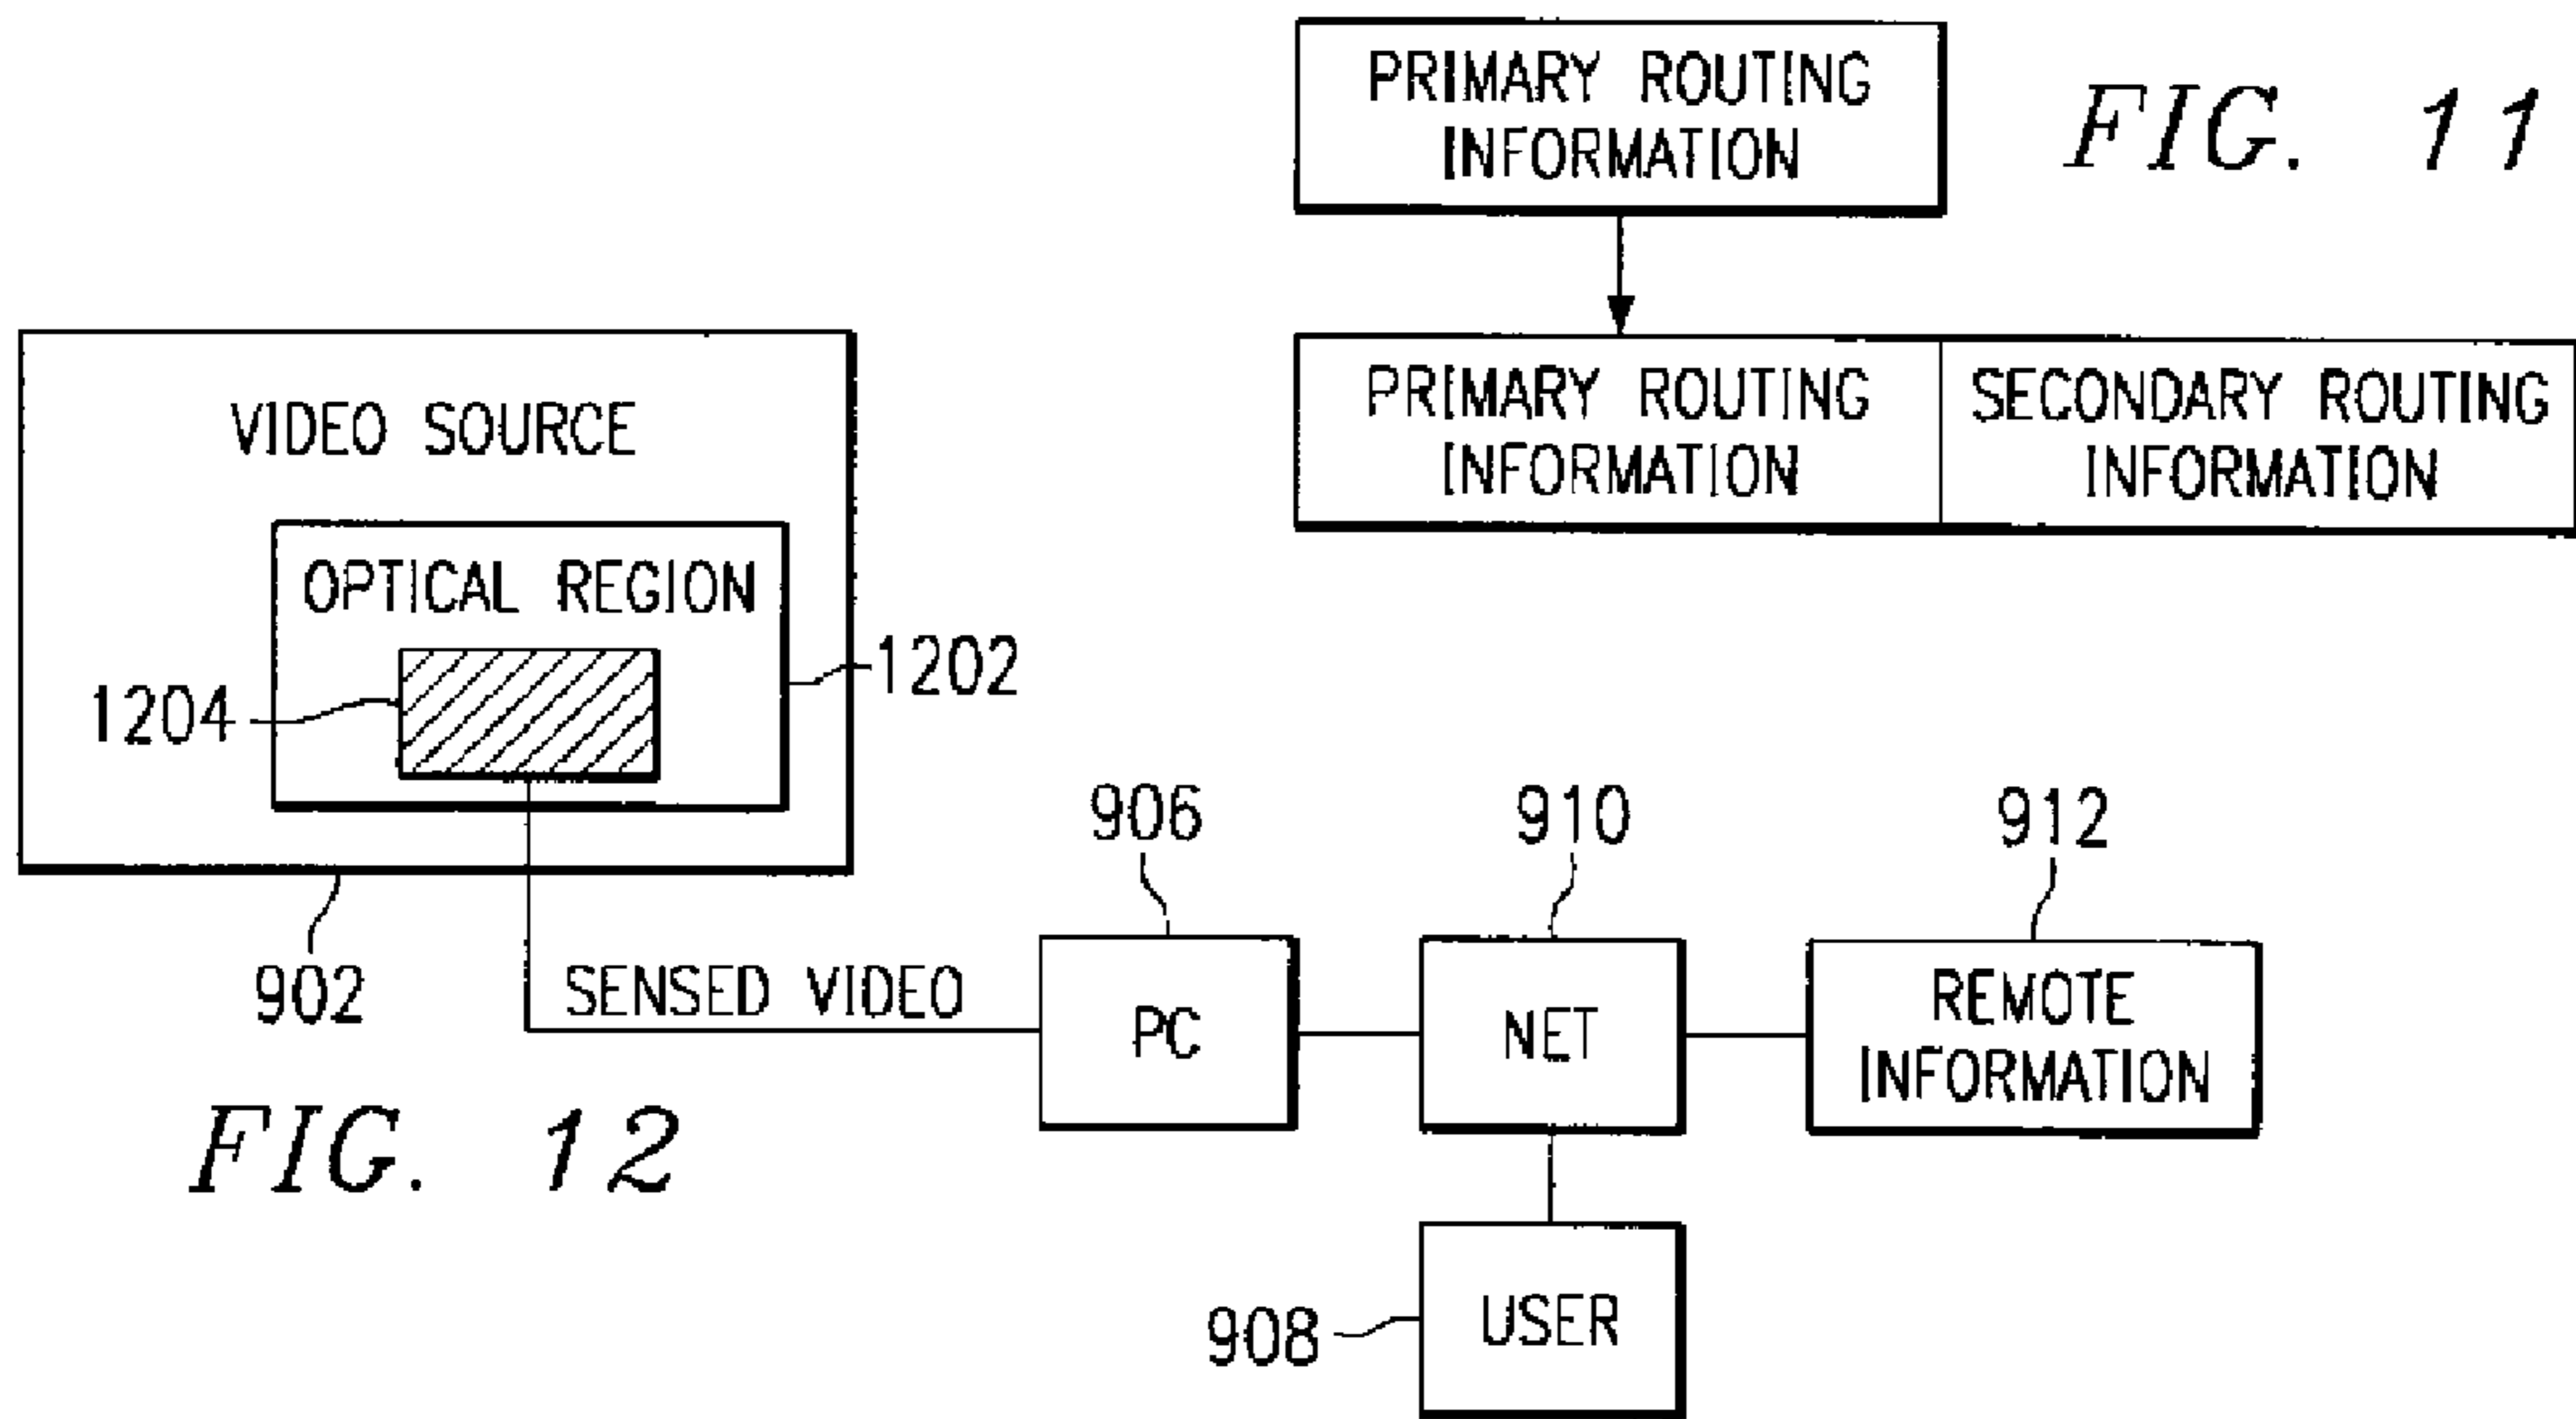 PRIMARY ROUTING
INFORMATION
FIG. 11
PRIMARY ROUTING
INFORMATION
SECONDARY ROUTING
INFORMATION
VIDEO SOURCE
OPTICAL REGION
1202
1204
902
SENSED VIDEO
906
PC
910
NET
912
REMOTE
INFORMATION
908
USER
FIG. 12